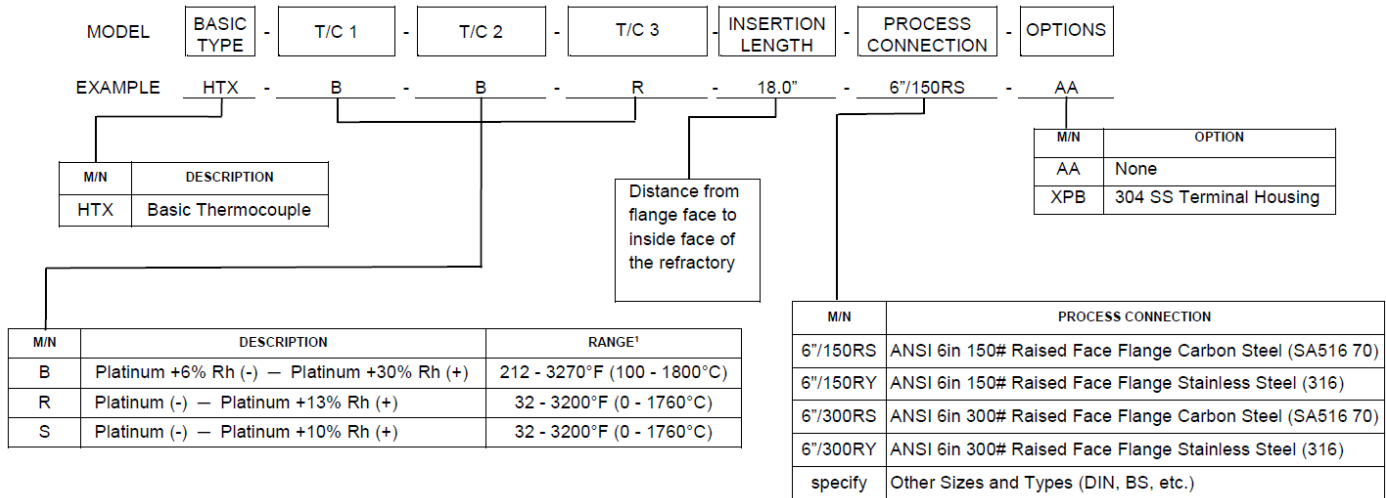 MODEL BASIC TYPE - T/C 1 - T/C 2 - T/C 3 - INSERTION LENGTH - PROCESS CONNECTION - OPTIONS
EXAMPLE HTX - B - B - R - 18.0" - 6"/150RS - AA
M/N DESCRIPTION
HTX Basic Thermocouple
Distance from
flange face to
inside face of
the refractory
M/N OPTION
AA None
XPB 304 SS Terminal Housing
M/N DESCRIPTION RANGE¹
B Platinum +6% Rh (-) — Platinum +30% Rh (+) 212 - 3270°F (100 - 1800°C)
R Platinum (-) — Platinum +13% Rh (+) 32 - 3200°F (0 - 1760°C)
S Platinum (-) — Platinum +10% Rh (+) 32 - 3200°F (0 - 1760°C)
M/N PROCESS CONNECTION
6"/150RS ANSI 6in 150# Raised Face Flange Carbon Steel (SA516 70)
6"/150RY ANSI 6in 150# Raised Face Flange Stainless Steel (316)
6"/300RS ANSI 6in 300# Raised Face Flange Carbon Steel (SA516 70)
6"/300RY ANSI 6in 300# Raised Face Flange Stainless Steel (316)
specify Other Sizes and Types (DIN, BS, etc.)